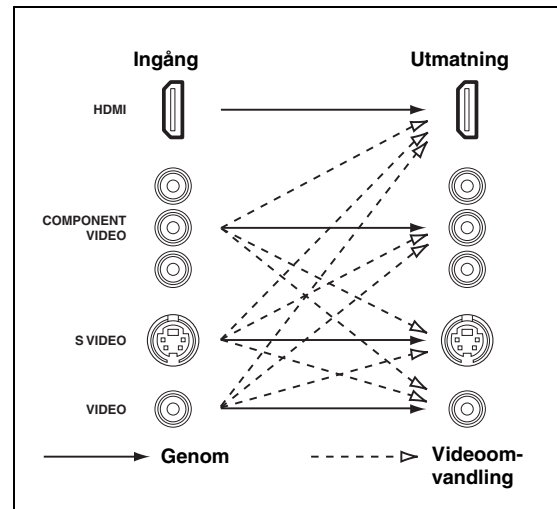 Ingång Utmatning
HDMI
COMPONENT
VIDEO
S VIDEO
VIDEO
Genom
Videoom-
vandling